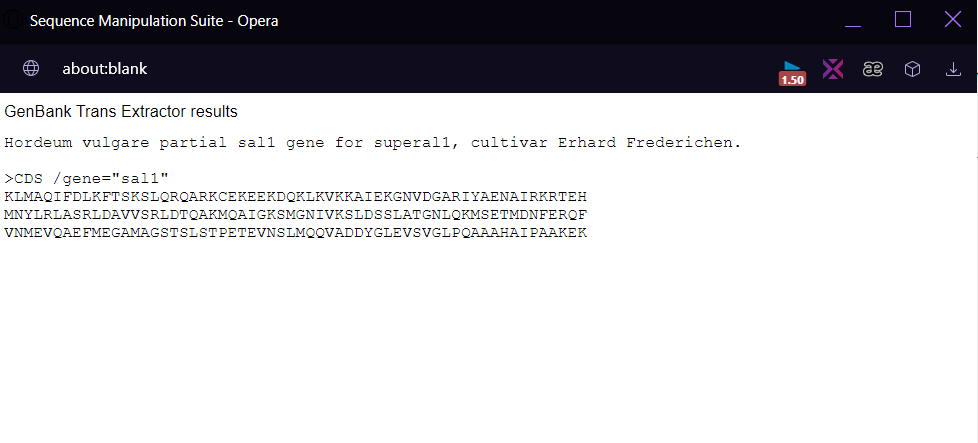 Sequence Manipulation Suite - Opera
about:blank
1.50
GenBank Trans Extractor results
Hordeum vulgare partial sal1 gene for superal1, cultivar Erhard Frederichen.
>CDS /gene="sal1"
KLMAQIFDLKFTSKSLQRQARKCEKEEKDQKLKVKKAIEKGNVDGARIYAENAIRKRTEH
MNYLRLASRLDAVVSRLDTQAKMQAIGKSMGNIVKSLDSSLATGNLQKMSETMDNFERQF
VNMEVQAEFMEGAMAGSTSLSTPETEVNSLMQQVADDYGLEVSVGLPQAAAHAIPAAKEK